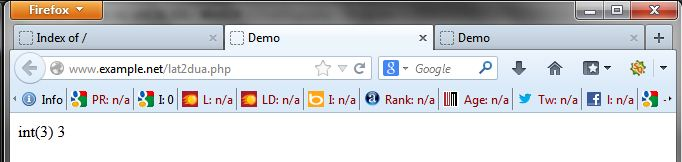 Firefox
Index of / Demo Demo
www.example.net/lat2dua.php Google
Info PR: n/a I: 0 L: n/a LD: n/a I: n/a Rank: n/a Age: n/a Tw: n/a I: n/a
int(3) 3